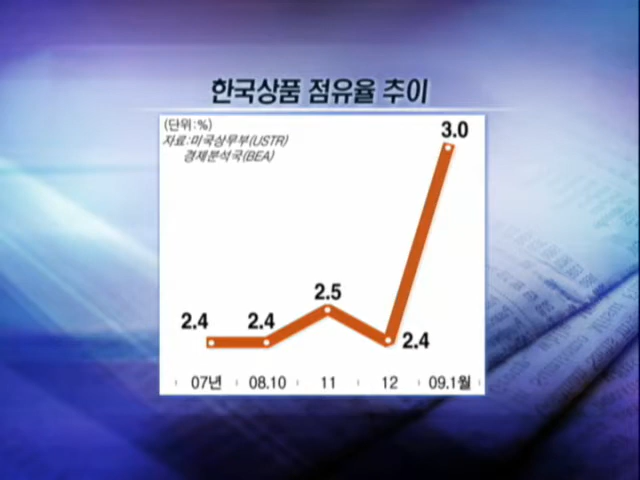 한국상품 점유율 추이
(단위:%)
자료:미국상무부(USTR)
경제분석국(BEA)
3.0
2.5
2.4
2.4
2.4
07년
08.10
11
12
09.1월